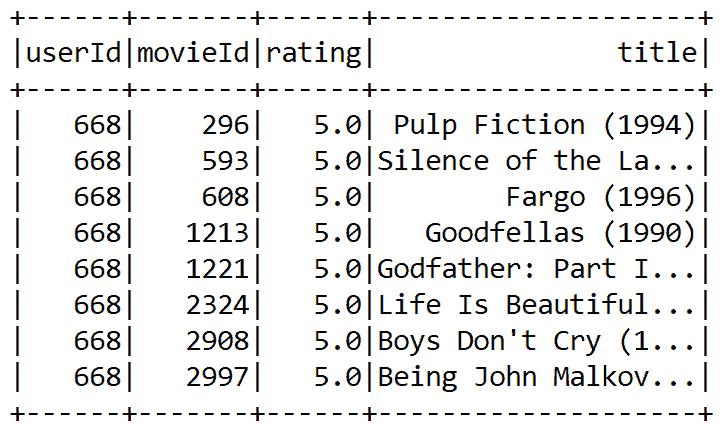 +------+-------+------+--------------------+
|userId|movieId|rating|               title|
+------+-------+------+--------------------+
|   668|    296|   5.0| Pulp Fiction (1994)|
|   668|    593|   5.0|Silence of the La...|
|   668|    608|   5.0|        Fargo (1996)|
|   668|   1213|   5.0|   Goodfellas (1990)|
|   668|   1221|   5.0|Godfather: Part I...|
|   668|   2324|   5.0|Life Is Beautiful...|
|   668|   2908|   5.0|Boys Don't Cry (1...|
|   668|   2997|   5.0|Being John Malkov...|
+------+-------+------+--------------------+